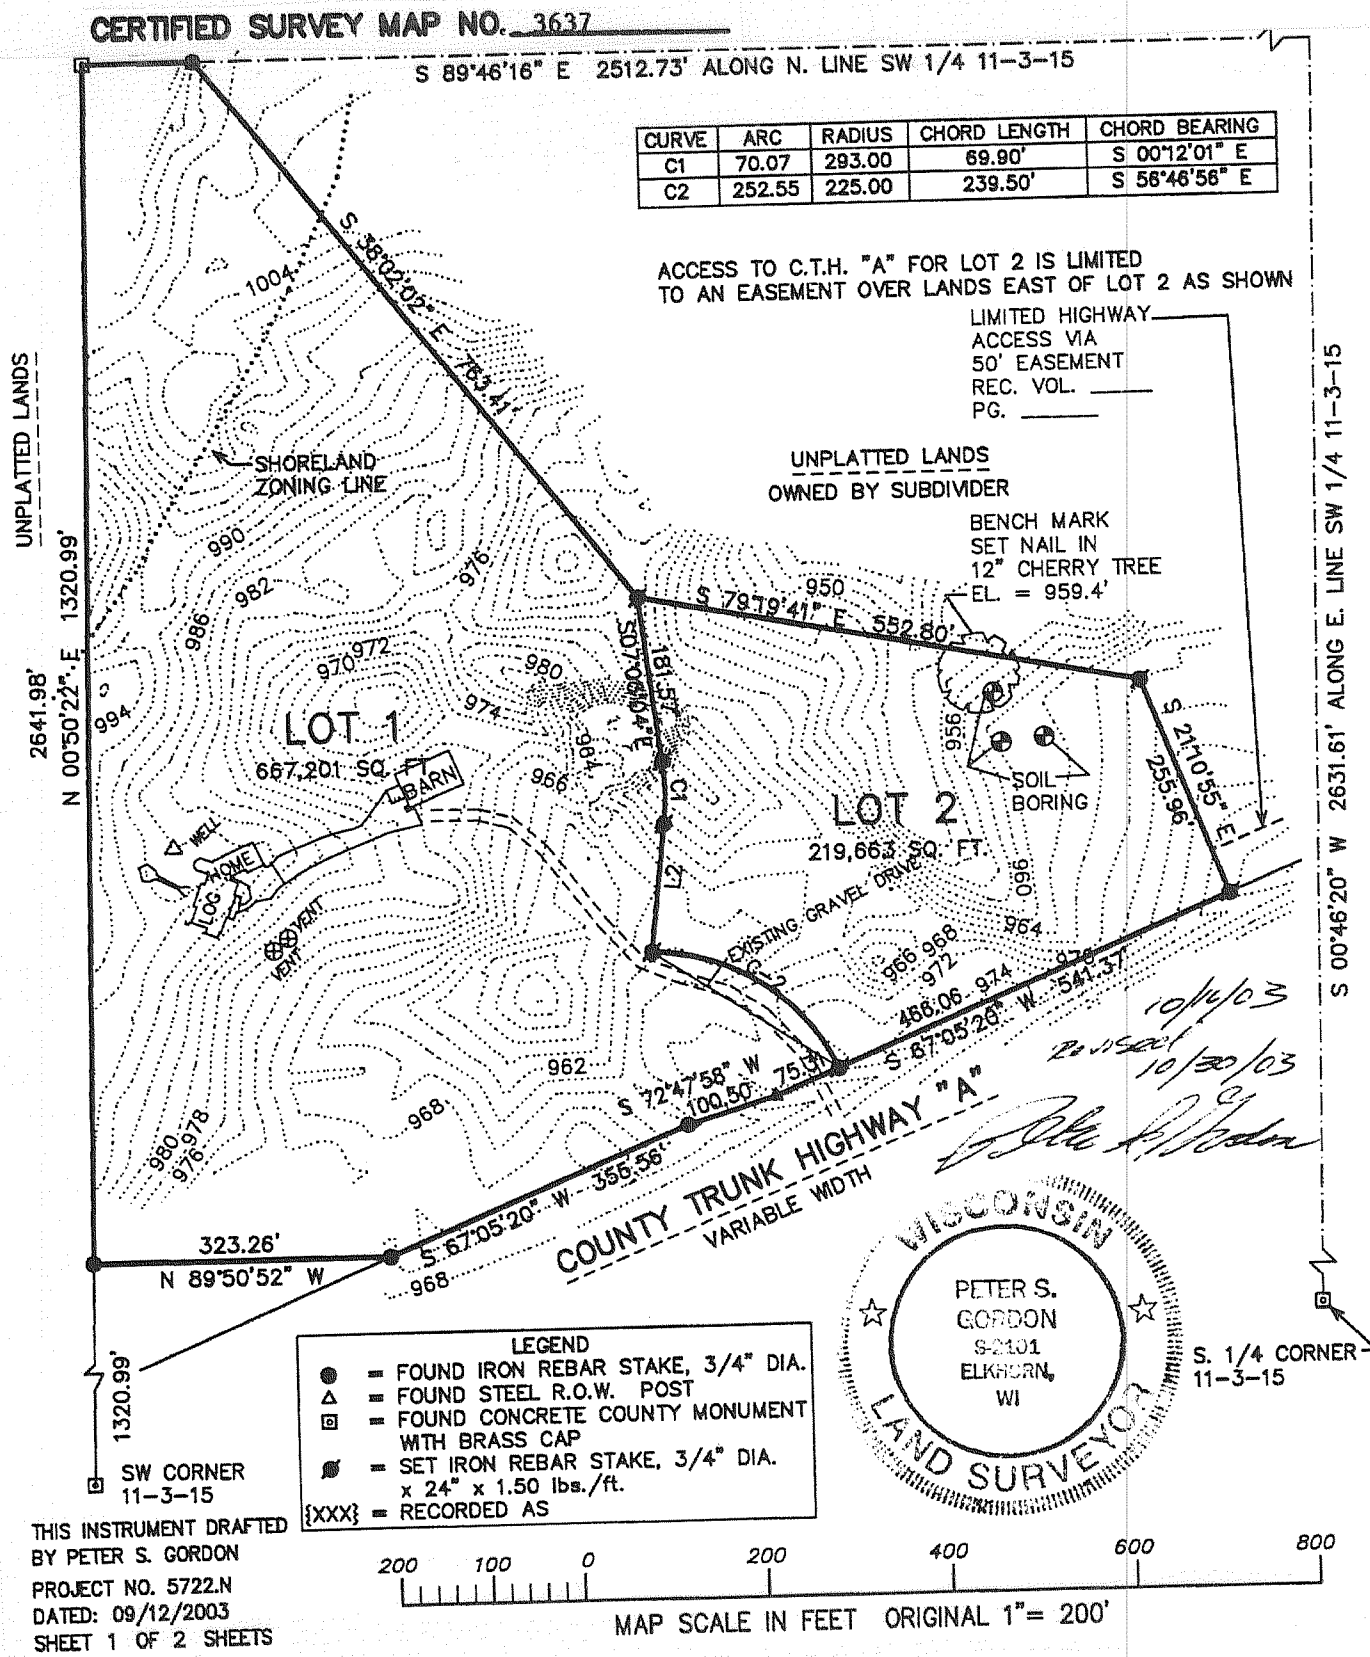 CERTIFIED SURVEY MAP NO. 3637
S 89°46'16" E 2512.73' ALONG N. LINE SW 1/4 11-3-15
CURVE ARC RADIUS CHORD LENGTH CHORD BEARING
C1 70.07 293.00 69.90' S 00°12'01" E
C2 252.55 225.00 239.50' S 56°46'56" E
ACCESS TO C.T.H. "A" FOR LOT 2 IS LIMITED
TO AN EASEMENT OVER LANDS EAST OF LOT 2 AS SHOWN
LIMITED HIGHWAY
ACCESS VIA
50' EASEMENT
REC. VOL.
PG.
S 38°02'02" E 763.41'
1004
UNPLATTED LANDS
SHORELAND
ZONING LINE
UNPLATTED LANDS
OWNED BY SUBDIVIDER
BENCH MARK
SET NAIL IN
12" CHERRY TREE
EL. = 959.4'
S 00°46'20" W 2631.61' ALONG E. LINE SW 1/4 11-3-15
2641.98'
N 00°50'22" E 1320.99'
990
982
986
976
972
970
994
980
974
984
966
950
S 79°19'41" E 552.80'
181.57'
956
S 21°10'55" E
255.96'
SOIL
BORING
LOT 1
667,201 SQ. FT.
BARN
WELL
HOME
LOG
VENT
VENT
C1
L2
LOT 2
219,663 SQ. FT.
EXISTING GRAVEL DRIVE
C-2
960
964
966 968
972
974
970
468.06
S 67°05'20" W 541.37'
10/14/03
Revised
10/30/03
962
968
980
978
976
S 72°47'58" W
100.50
75.31
S 67°05'20" W 355.56'
968
COUNTY TRUNK HIGHWAY "A"
VARIABLE WIDTH
323.26'
N 89°50'52" W
WISCONSIN
PETER S.
GORDON
S-2101
ELKHORN,
WI
LAND SURVEYOR
S. 1/4 CORNER
11-3-15
LEGEND
= FOUND IRON REBAR STAKE, 3/4" DIA.
= FOUND STEEL R.O.W. POST
= FOUND CONCRETE COUNTY MONUMENT
WITH BRASS CAP
= SET IRON REBAR STAKE, 3/4" DIA.
x 24" x 1.50 lbs./ft.
{XXX} = RECORDED AS
1320.99'
SW CORNER
11-3-15
THIS INSTRUMENT DRAFTED
BY PETER S. GORDON
PROJECT NO. 5722.N
DATED: 09/12/2003
SHEET 1 OF 2 SHEETS
200 100 0 200 400 600 800
MAP SCALE IN FEET ORIGINAL 1"= 200'